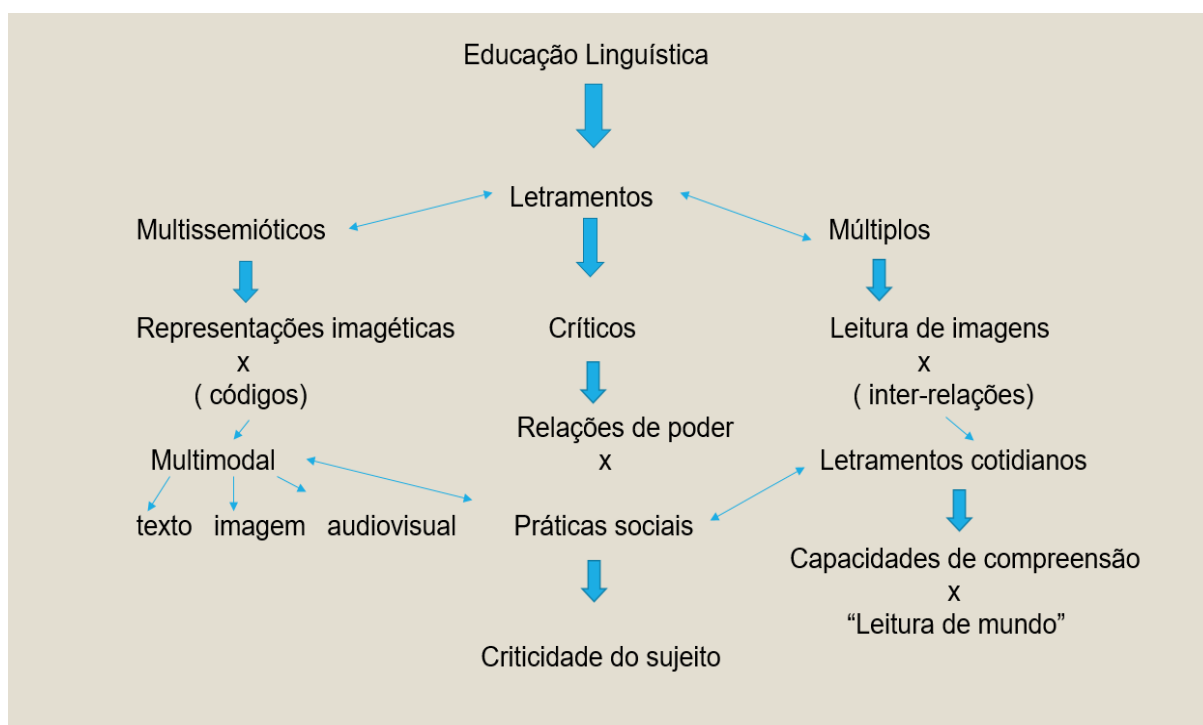 Educação Linguística
Letramentos
Multissemióticos
Múltiplos
Representações imagéticas
x
( códigos)
Críticos
Leitura de imagens
x
( inter-relações)
Relações de poder
x
Multimodal
Letramentos cotidianos
texto imagem audiovisual
Práticas sociais
Capacidades de compreensão
x
“Leitura de mundo”
Criticidade do sujeito